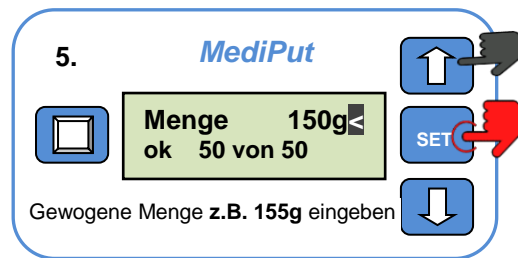 5.
MediPut
Menge 150g<
ok 50 von 50
SET
Gewogene Menge z.B. 155g eingeben